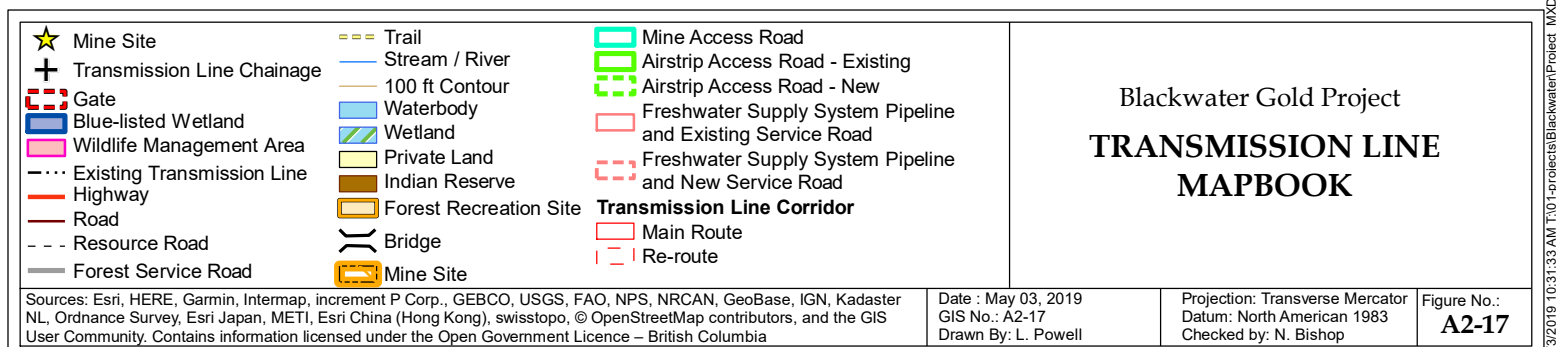 Mine Site
Transmission Line Chainage
Gate
Blue-listed Wetland
Wildlife Management Area
Existing Transmission Line
Highway
Road
Resource Road
Forest Service Road
Trail
Stream / River
100 ft Contour
Waterbody
Wetland
Private Land
Indian Reserve
Forest Recreation Site
Bridge
Mine Site
Mine Access Road
Airstrip Access Road - Existing
Airstrip Access Road - New
Freshwater Supply System Pipeline
and Existing Service Road
Freshwater Supply System Pipeline
and New Service Road
Transmission Line Corridor
Main Route
Re-route
Blackwater Gold Project
TRANSMISSION LINE
MAPBOOK
Sources: Esri, HERE, Garmin, Intermap, increment P Corp., GEBCO, USGS, FAO, NPS, NRCAN, GeoBase, IGN, Kadaster
NL, Ordnance Survey, Esri Japan, METI, Esri China (Hong Kong), swisstopo, © OpenStreetMap contributors, and the GIS
User Community. Contains information licensed under the Open Government Licence – British Columbia
Date : May 03, 2019
GIS No.: A2-17
Drawn By: L. Powell
Projection: Transverse Mercator
Datum: North American 1983
Checked by: N. Bishop
Figure No.:
A2-17
3/2019 10:31:33 AM T:\01-projects\Blackwater\Project MXD